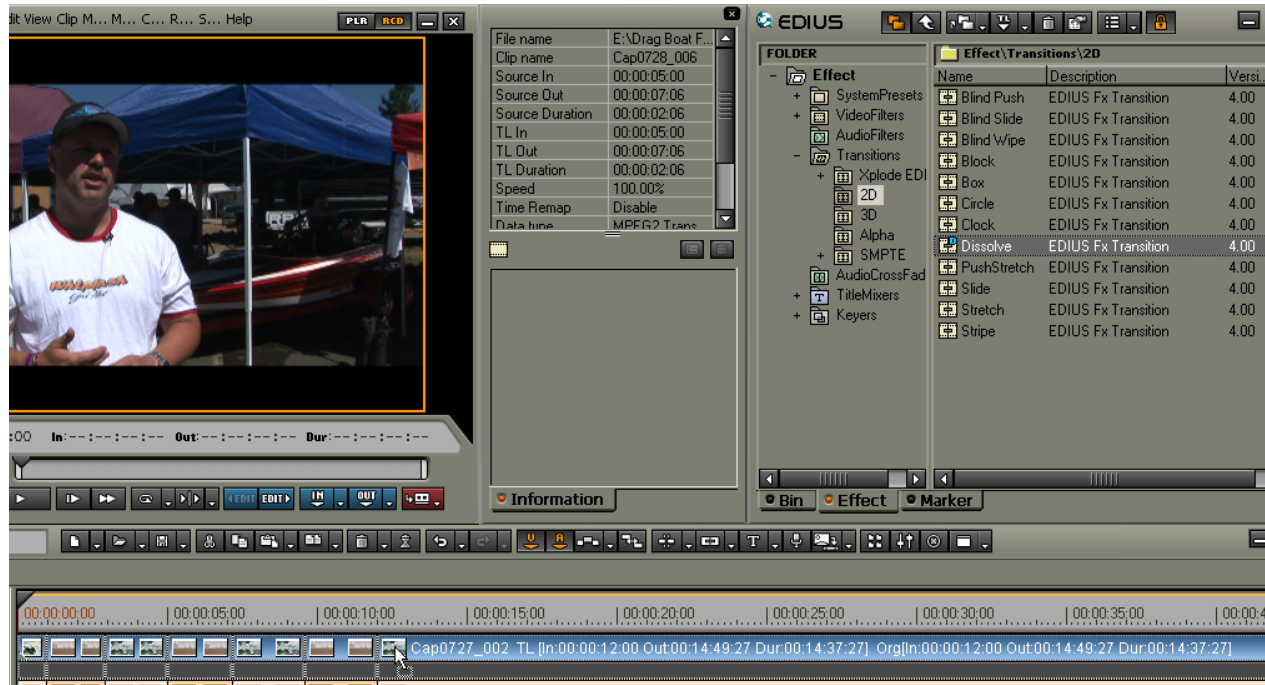 dit View Clip M... M... C... R... S... Help PLR RCD
RPM
:00 In:--:--:--:-- Out:--:--:--:-- Dur:--:--:--:--
EDIT EDIT IN OUT
File name E:\Drag Boat F...
Clip name Cap0728_006
Source In 00:00:05:00
Source Out 00:00:07:06
Source Duration 00:00:02:06
TL In 00:00:05:00
TL Out 00:00:07:06
TL Duration 00:00:02:06
Speed 100.00%
Time Remap Disable
Data type MPEG2 Trans
Information
EDIUS
FOLDER
Effect
SystemPresets
VideoFilters
AudioFilters
Transitions
Xplode EDI
2D
3D
Alpha
SMPTE
AudioCrossFad
TitleMixers
Keyers
Effect\Transitions\2D
Name Description Versi...
Blind Push EDIUS Fx Transition 4.00
Blind Slide EDIUS Fx Transition 4.00
Blind Wipe EDIUS Fx Transition 4.00
Block EDIUS Fx Transition 4.00
Box EDIUS Fx Transition 4.00
Circle EDIUS Fx Transition 4.00
Clock EDIUS Fx Transition 4.00
Dissolve EDIUS Fx Transition 4.00
PushStretch EDIUS Fx Transition 4.00
Slide EDIUS Fx Transition 4.00
Stretch EDIUS Fx Transition 4.00
Stripe EDIUS Fx Transition 4.00
Bin Effect Marker
00:00:00;00 00:00:05;00 00:00:10;00 00:00:15;00 00:00:20;00 00:00:25;00 00:00:30;00 00:00:35;00 00:00:4
Cap0727_002 TL [In:00:00:12:00 Out:00:14:49:27 Dur:00:14:37:27] Org[In:00:00:12:00 Out:00:14:49:27 Dur:00:14:37:27]